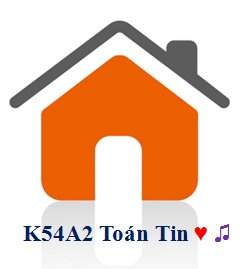 K54A2 Toán Tin ♥ ♫